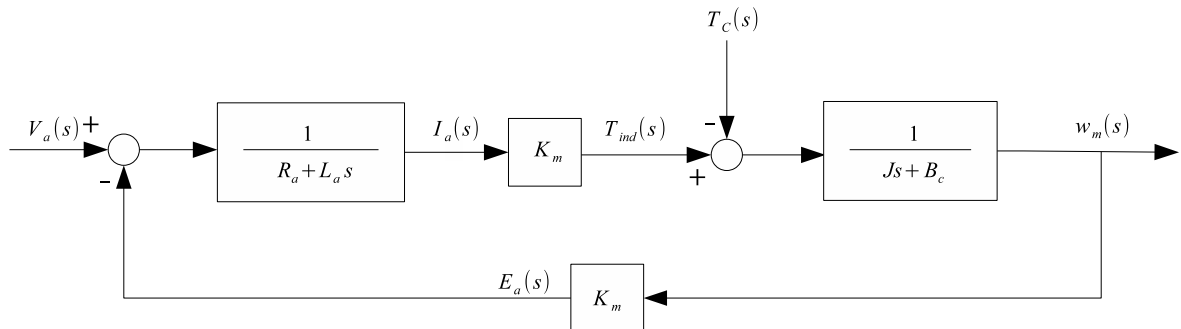 T_C(s)
V_a(s) +
-
1
R_a+L_a s
I_a(s)
K_m
T_ind(s)
-
+
1
Js+B_c
w_m(s)
E_a(s)
K_m